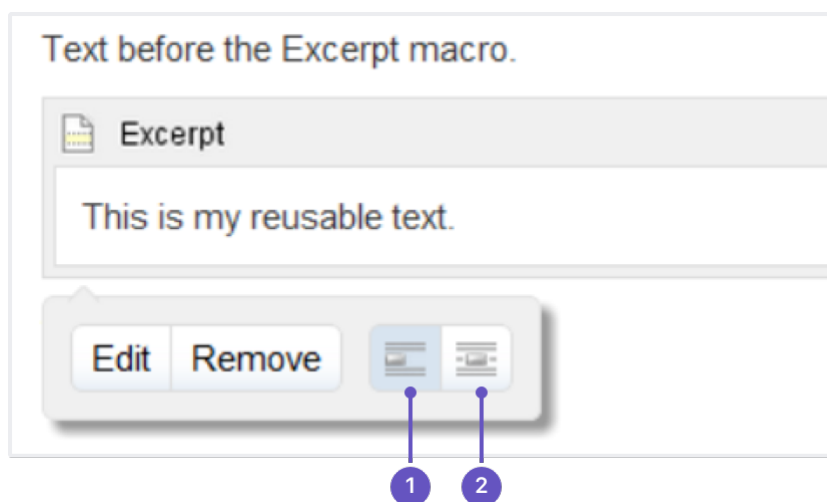 Text before the Excerpt macro.
Excerpt
This is my reusable text.
Edit Remove
1 2